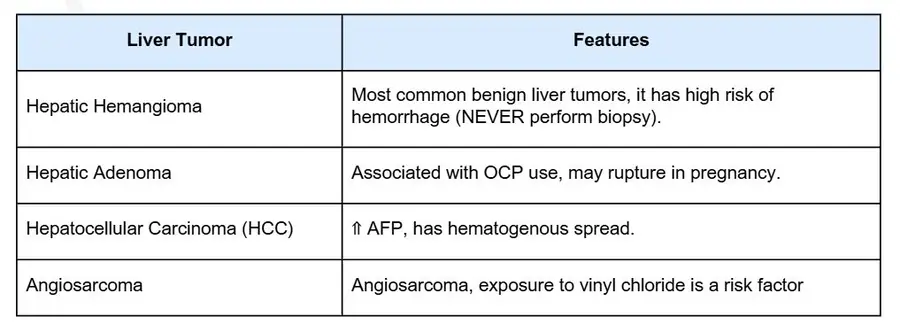 Liver Tumor
Features
Hepatic Hemangioma
Most common benign liver tumors, it has high risk of
hemorrhage (NEVER perform biopsy).
Hepatic Adenoma
Associated with OCP use, may rupture in pregnancy.
Hepatocellular Carcinoma (HCC)
⇑ AFP, has hematogenous spread.
Angiosarcoma
Angiosarcoma, exposure to vinyl chloride is a risk factor